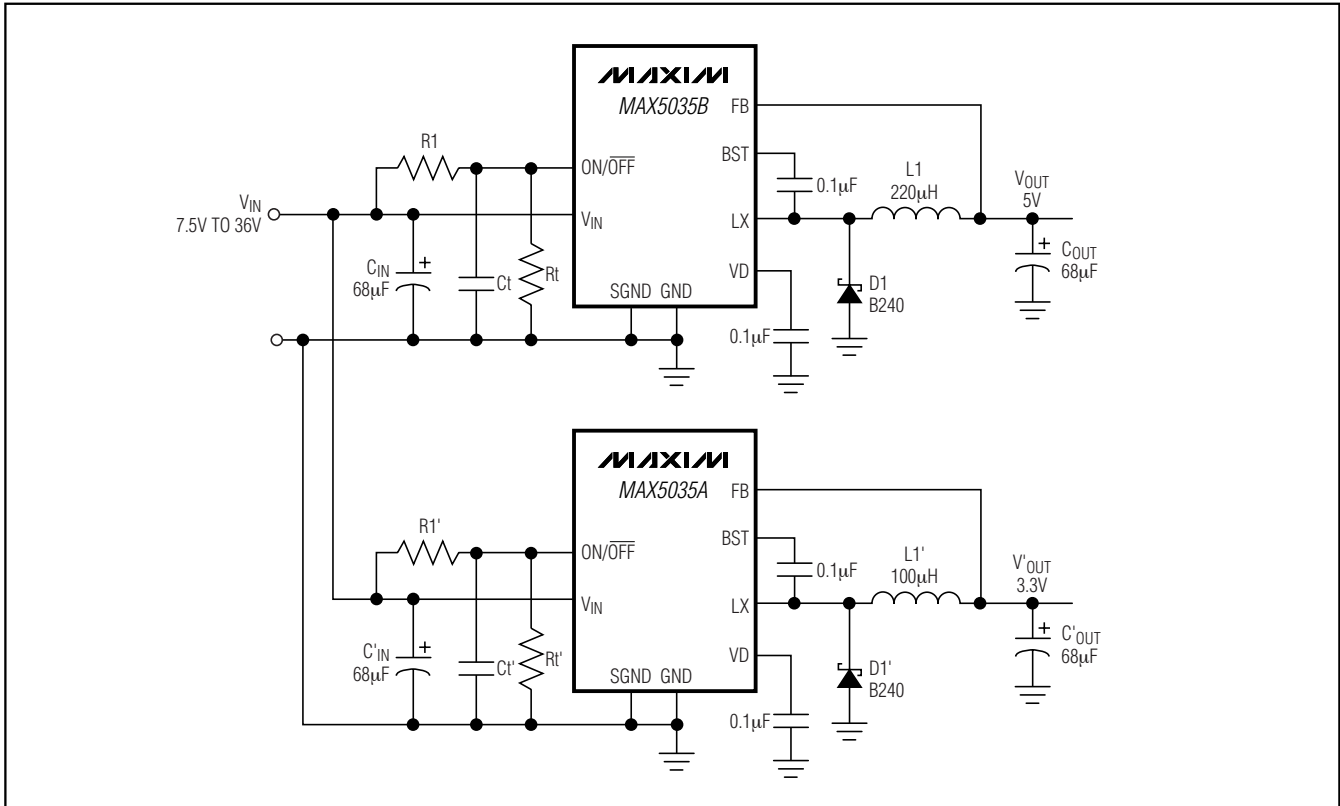 MAXIM
MAX5035B
FB
BST
ON/OFF
R1
0.1µF
L1
220µH
VOUT
5V
VIN
7.5V TO 36V
VIN
LX
CIN
68µF
+
Ct
Rt
VD
SGND GND
0.1µF
D1
B240
+
COUT
68µF
MAXIM
MAX5035A
FB
BST
ON/OFF
R1'
0.1µF
L1'
100µH
V'OUT
3.3V
VIN
LX
C'IN
68µF
+
Ct'
Rt'
VD
SGND GND
0.1µF
D1'
B240
+
C'OUT
68µF